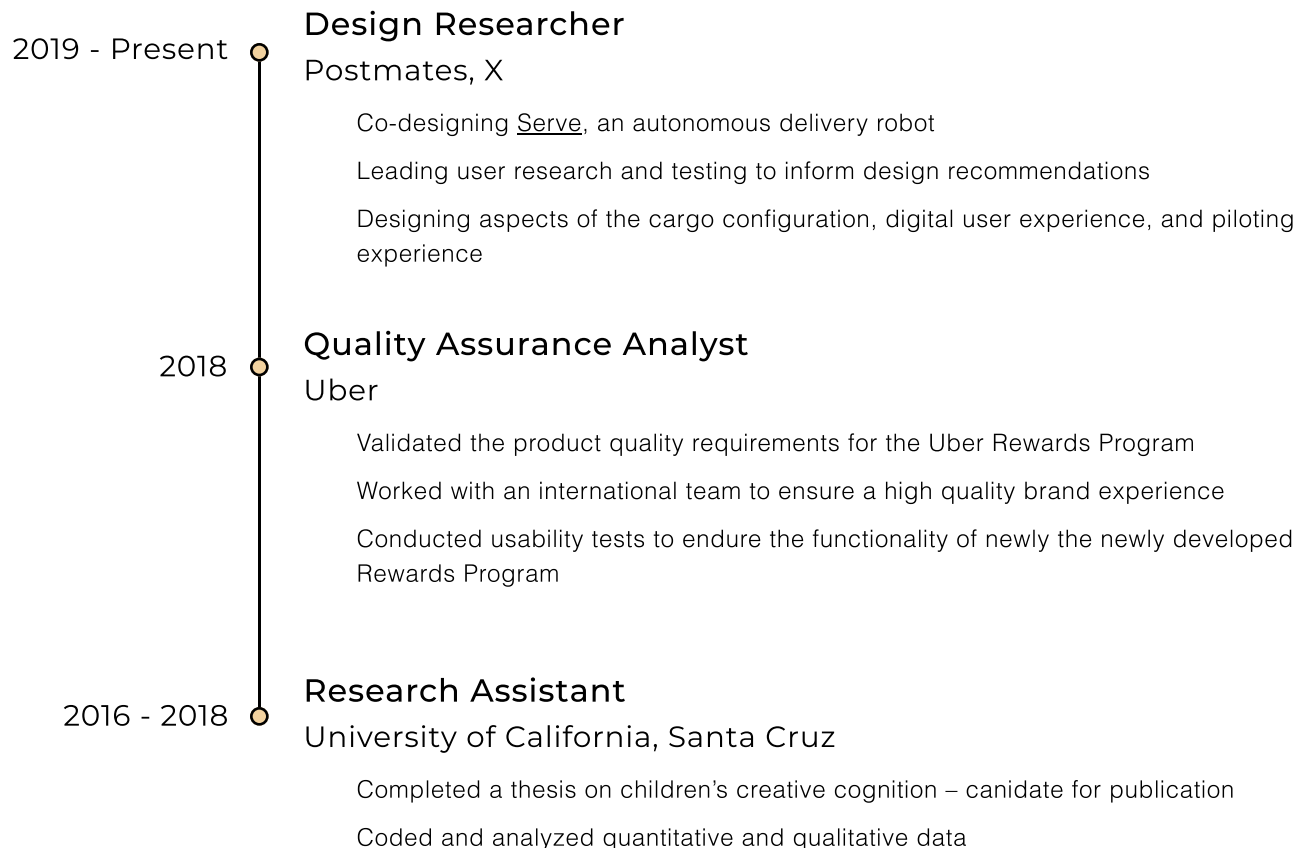 Design Researcher
2019 - Present
Postmates, X
Co-designing Serve, an autonomous delivery robot
Leading user research and testing to inform design recommendations
Designing aspects of the cargo configuration, digital user experience, and piloting
experience
Quality Assurance Analyst
2018
Uber
Validated the product quality requirements for the Uber Rewards Program
Worked with an international team to ensure a high quality brand experience
Conducted usability tests to endure the functionality of newly the newly developed
Rewards Program
Research Assistant
2016 - 2018
University of California, Santa Cruz
Completed a thesis on children’s creative cognition – canidate for publication
Coded and analyzed quantitative and qualitative data